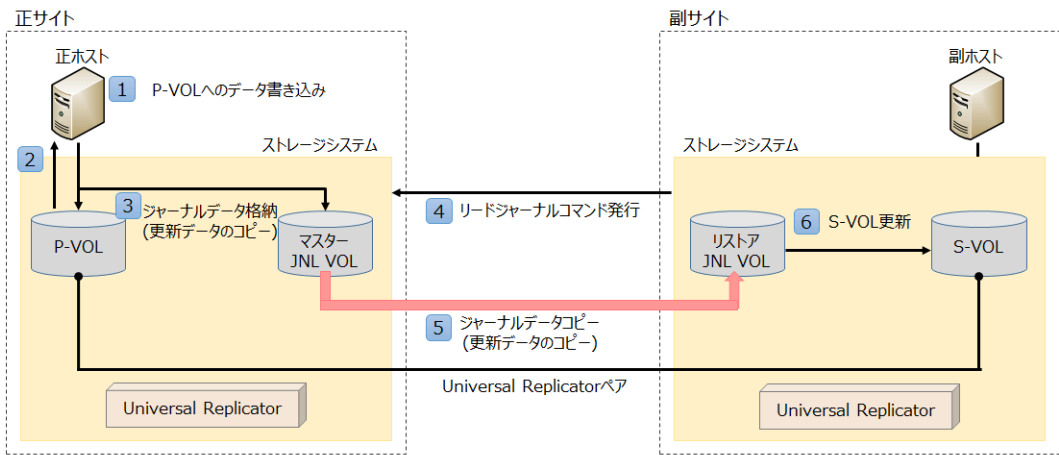 正サイト
副サイト
正ホスト
副ホスト
1 P-VOLへのデータ書き込み
2
ストレージシステム
ストレージシステム
3 ジャーナルデータ格納
(更新データのコピー)
4 リードジャーナルコマンド発行
6 S-VOL更新
P-VOL
マスター
JNL VOL
リストア
JNL VOL
S-VOL
5 ジャーナルデータコピー
(更新データのコピー)
Universal Replicatorペア
Universal Replicator
Universal Replicator